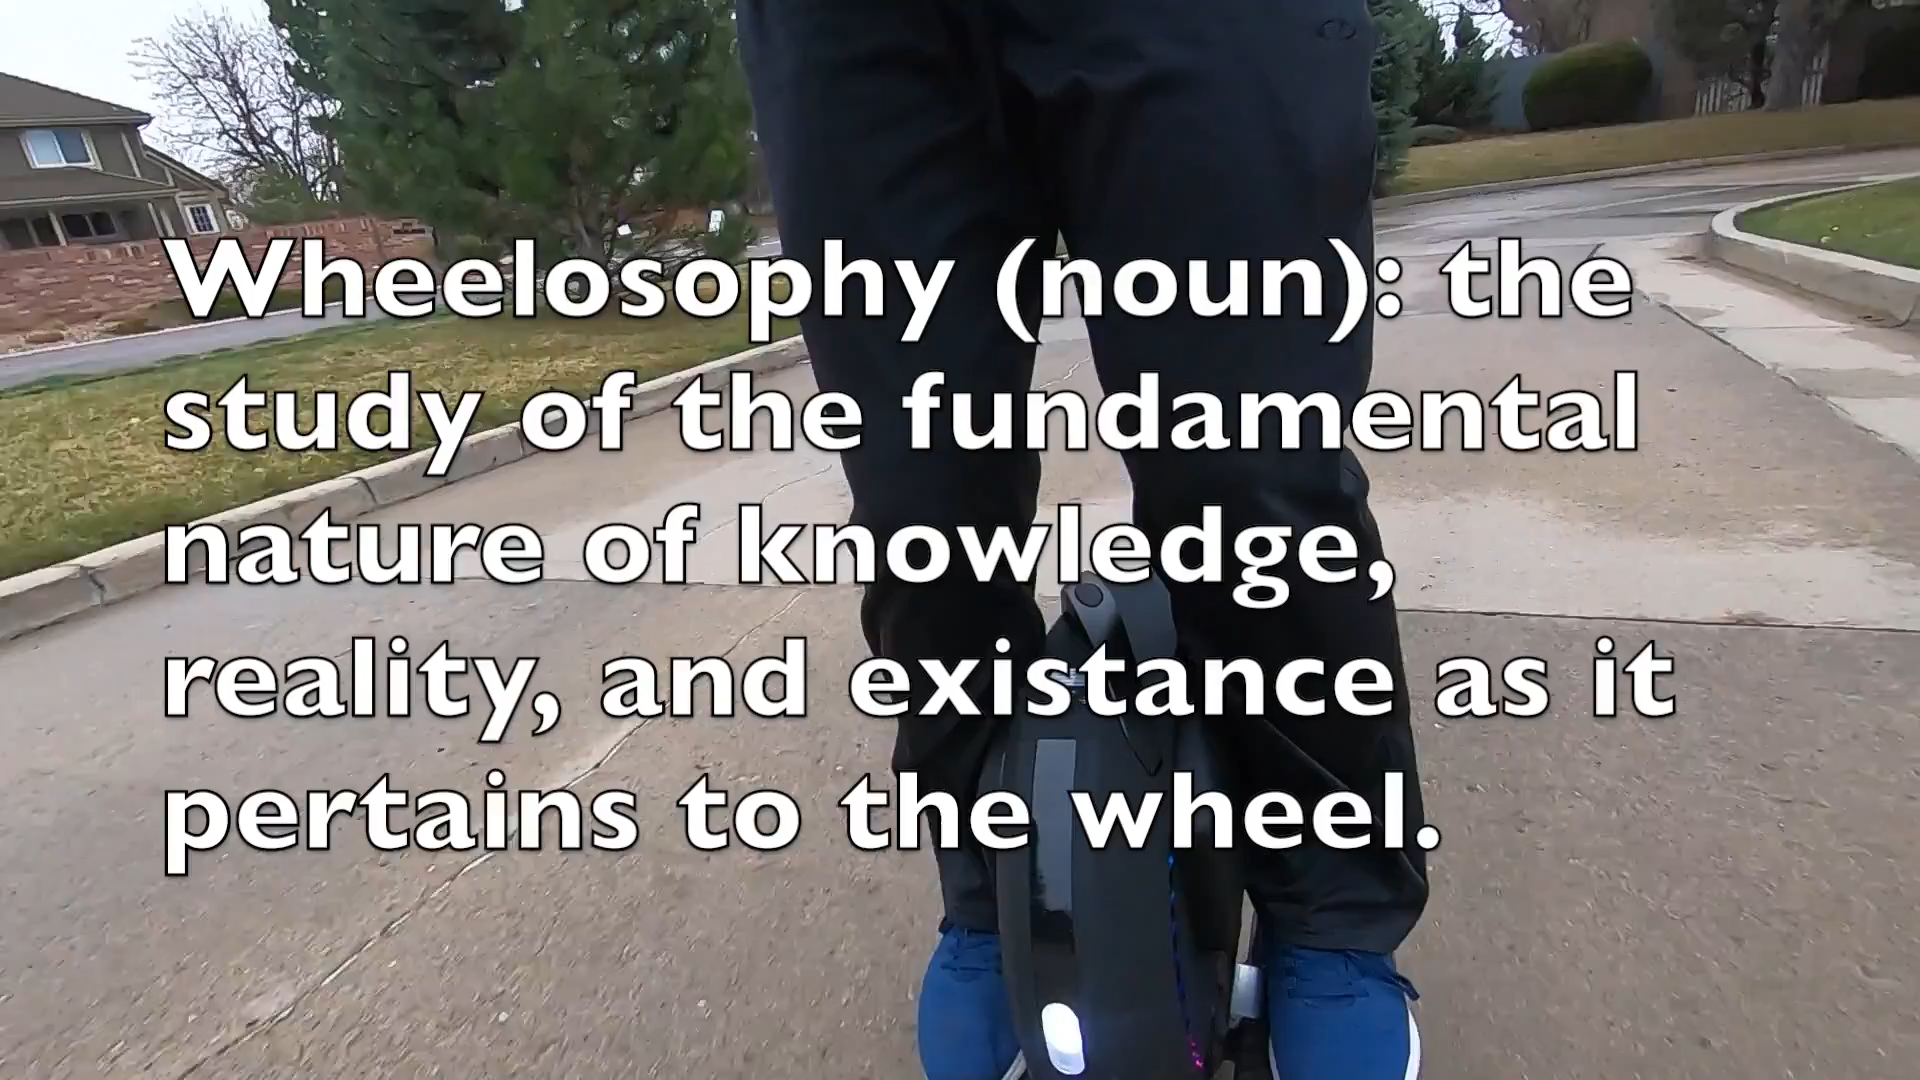 Wheelosophy (noun): the
study of the fundamental
nature of knowledge,
reality, and existance as it
pertains to the wheel.